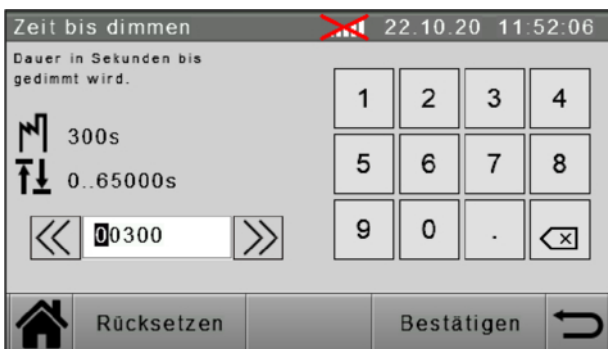 Zeit bis dimmen 22.10.20 11:52:06
Dauer in Sekunden bis
gedimmt wird.
300s
0..65000s
00300
1 2 3 4
5 6 7 8
9 0 .
Rücksetzen Bestätigen